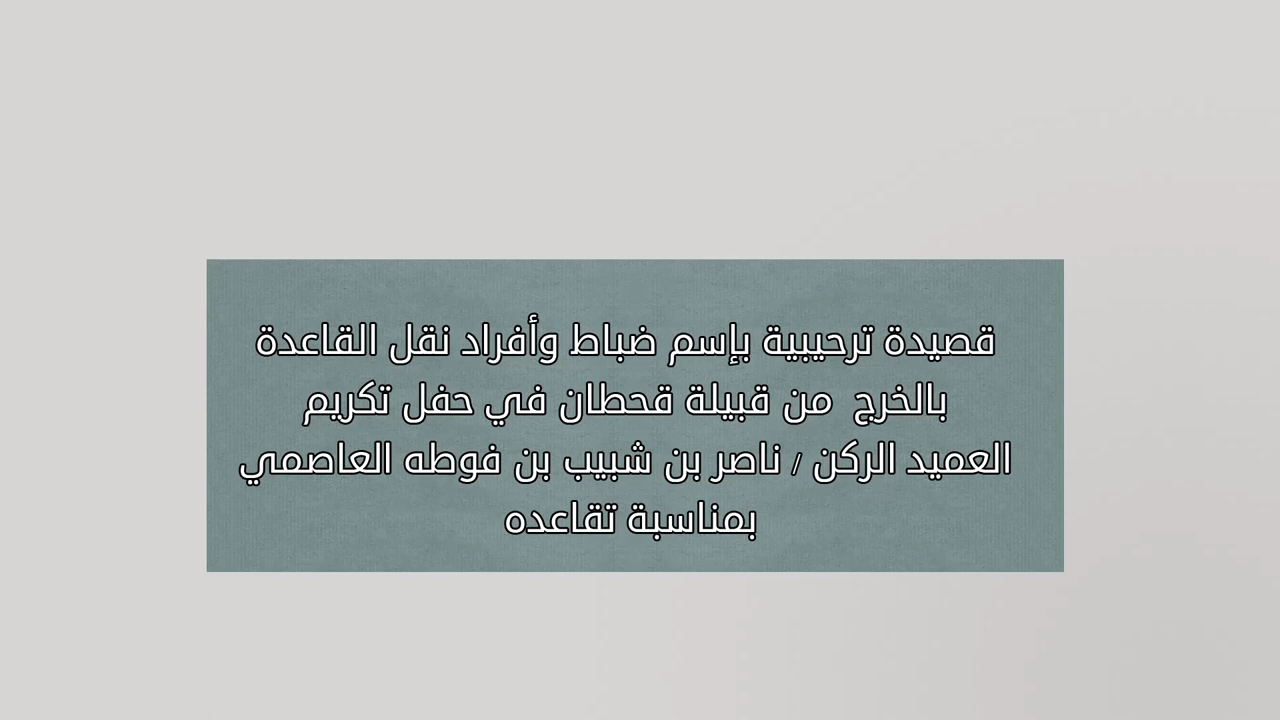 قصيدة ترحيبية بإسم ضباط وأفراد نقل القاعدة
بالخرج من قبيلة قحطان في حفل تكريم
العميد الركن / ناصر بن شبيب بن فوطه العاصمي
بمناسبة تقاعده